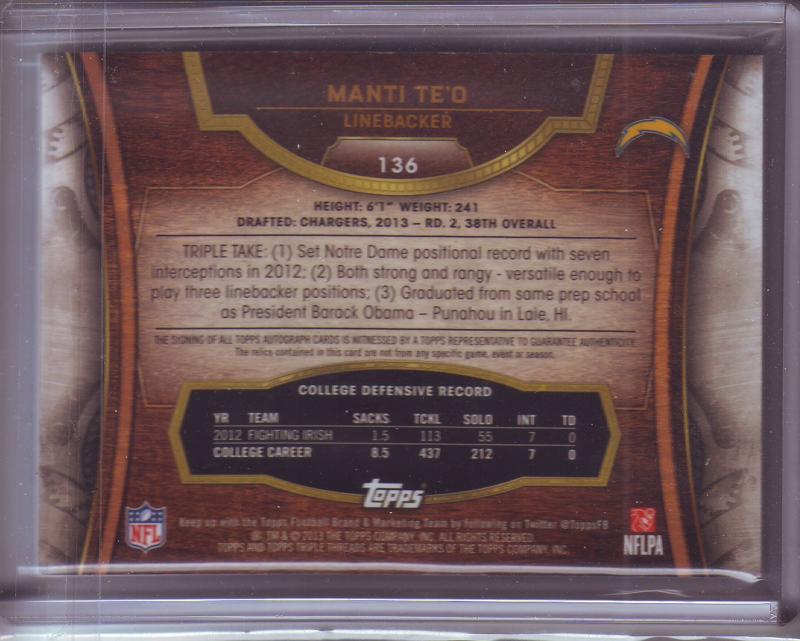 MANTI TE'O
LINEBACKER
136
HEIGHT: 6'1" WEIGHT: 241
DRAFTED: CHARGERS, 2013 – RD. 2, 38TH OVERALL
TRIPLE TAKE: (1) Set Notre Dame positional record with seven
interceptions in 2012; (2) Both strong and rangy - versatile enough to
play three linebacker positions; (3) Graduated from same prep school
as President Barack Obama – Punahou in Laie, HI.
THE SIGNING OF ALL TOPPS AUTOGRAPH CARDS IS WITNESSED BY A TOPPS REPRESENTATIVE TO GUARANTEE AUTHENTICITY.
The relics contained in this card are not from any specific game, event or season.
COLLEGE DEFENSIVE RECORD
YR TEAM SACKS TCKL SOLO INT TD
2012 FIGHTING IRISH 1.5 113 55 7 0
COLLEGE CAREER 8.5 437 212 7 0
Topps
NFL
Keep up with the Topps Football Brand & Marketing Team by following on Twitter @ToppsFB
®, TM & © 2013 THE TOPPS COMPANY, INC. ALL RIGHTS RESERVED.
TOPPS AND TOPPS TRIPLE THREADS ARE TRADEMARKS OF THE TOPPS COMPANY, INC.
NFLPA